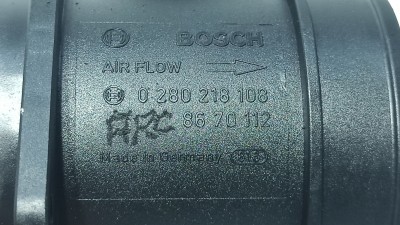 BOSCH
AIR FLOW
0 280 218 108
86 70 112
Made in Germany